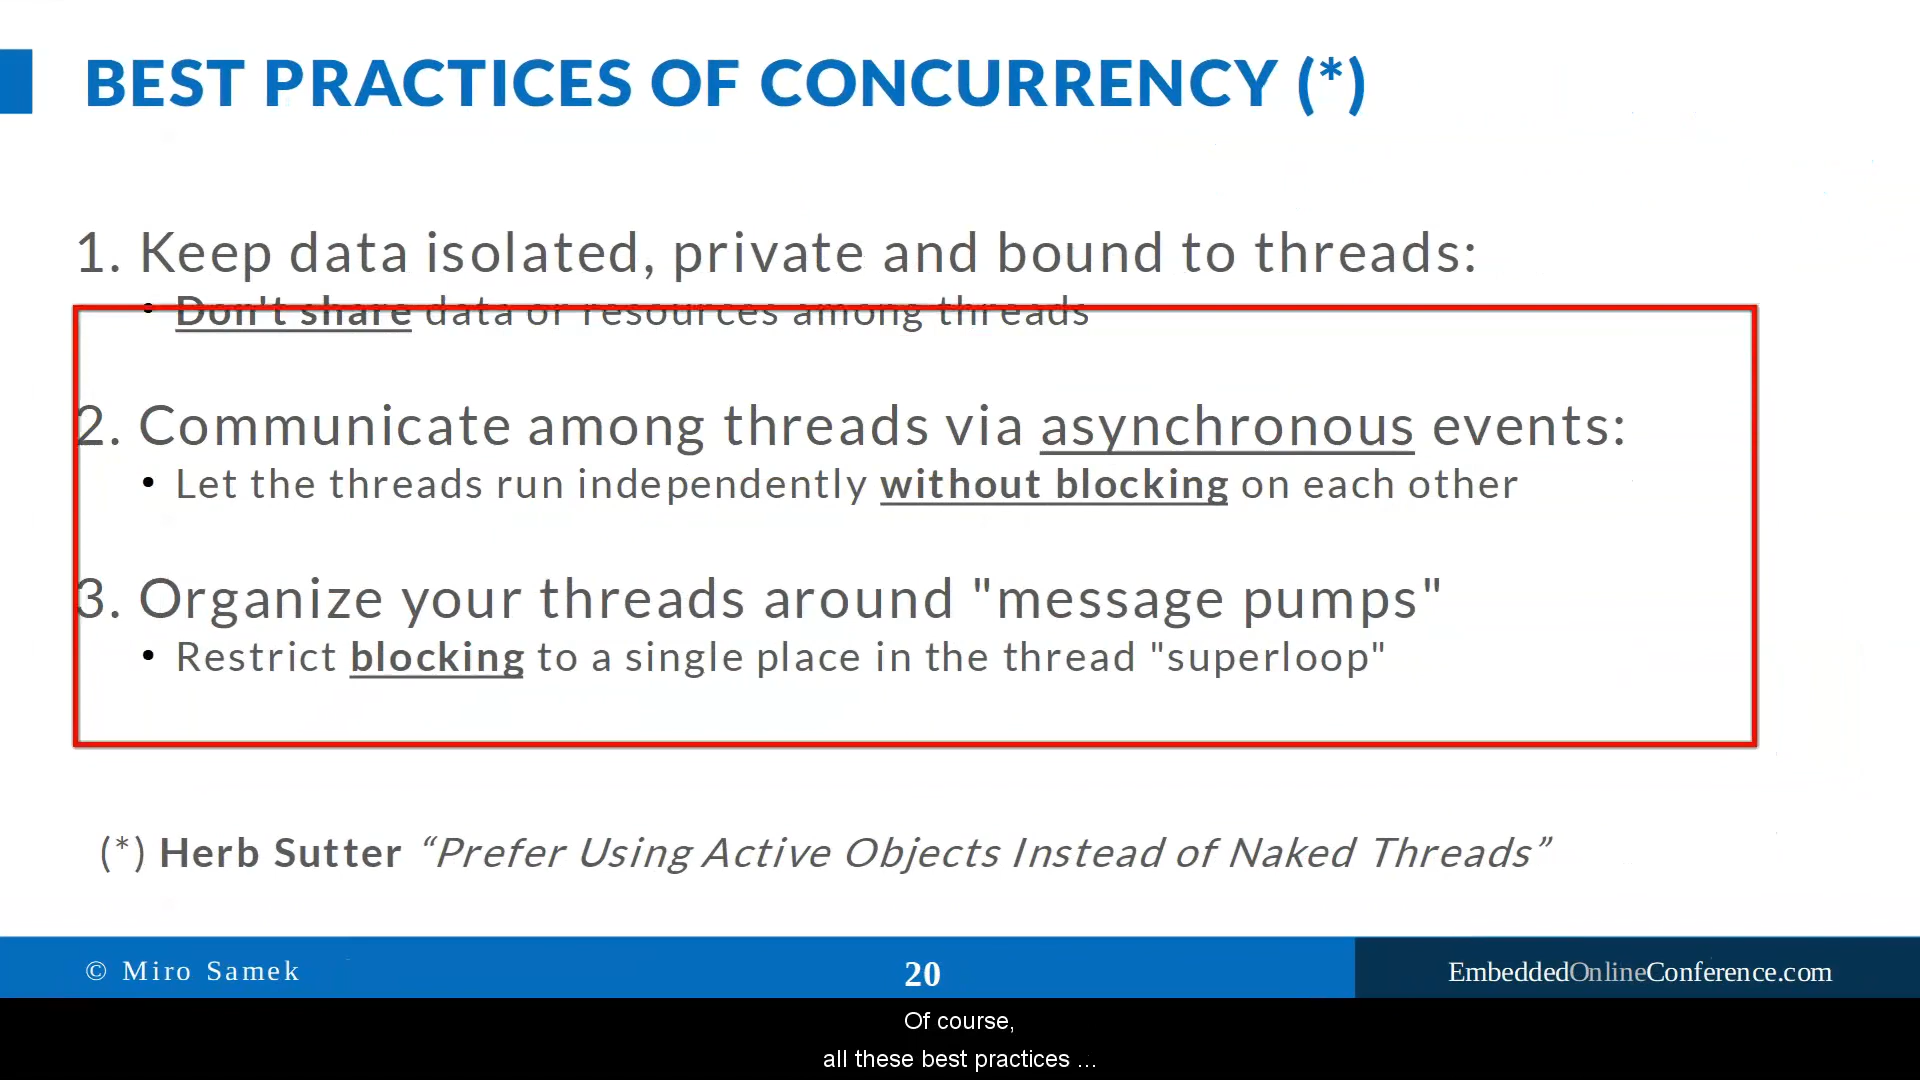 BEST PRACTICES OF CONCURRENCY (*)
1. Keep data isolated, private and bound to threads:
• Don't share data or resources among threads
2. Communicate among threads via asynchronous events:
• Let the threads run independently without blocking on each other
3. Organize your threads around "message pumps"
• Restrict blocking to a single place in the thread "superloop"
(*) Herb Sutter “Prefer Using Active Objects Instead of Naked Threads”
© Miro Samek
20
EmbeddedOnlineConference.com
Of course,
all these best practices ...